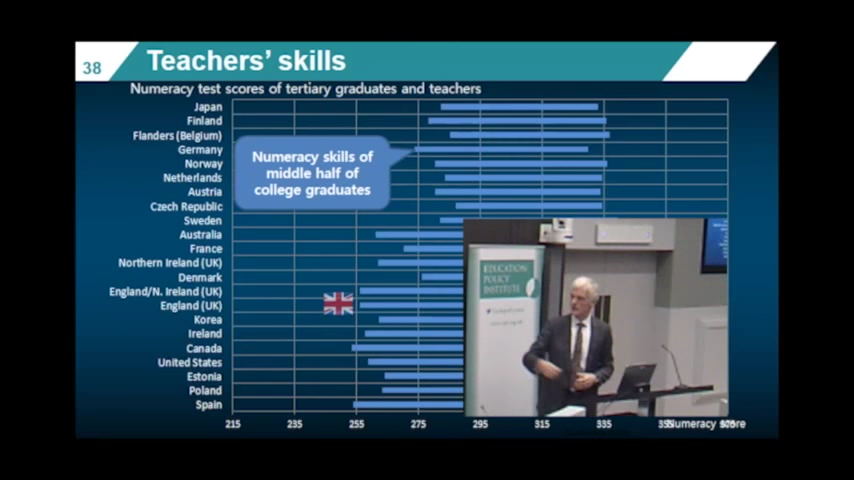 38
Teachers' skills
Numeracy test scores of tertiary graduates and teachers
Japan
Finland
Flanders (Belgium)
Germany
Norway
Netherlands
Austria
Czech Republic
Sweden
Australia
France
Northern Ireland (UK)
Denmark
England/N. Ireland (UK)
England (UK)
Korea
Ireland
Canada
United States
Estonia
Poland
Spain
Numeracy skills of
middle half of
college graduates
EDUCATION
POLICY
INSTITUTE
215 235 255 275 295 315 335
Numeracy score